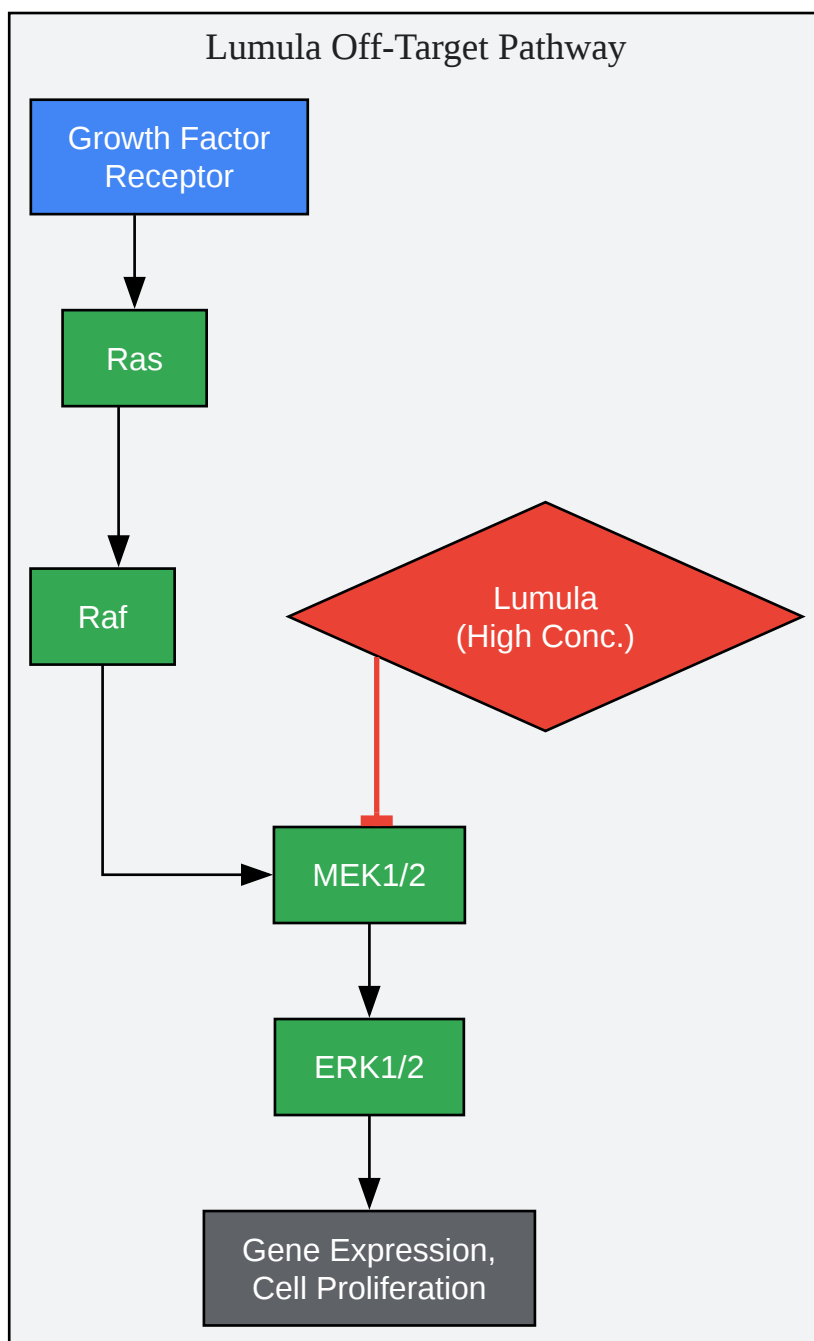 Lumula Off-Target Pathway
Growth Factor
Receptor
Ras
Raf
Lumula
(High Conc.)
MEK1/2
ERK1/2
Gene Expression,
Cell Proliferation